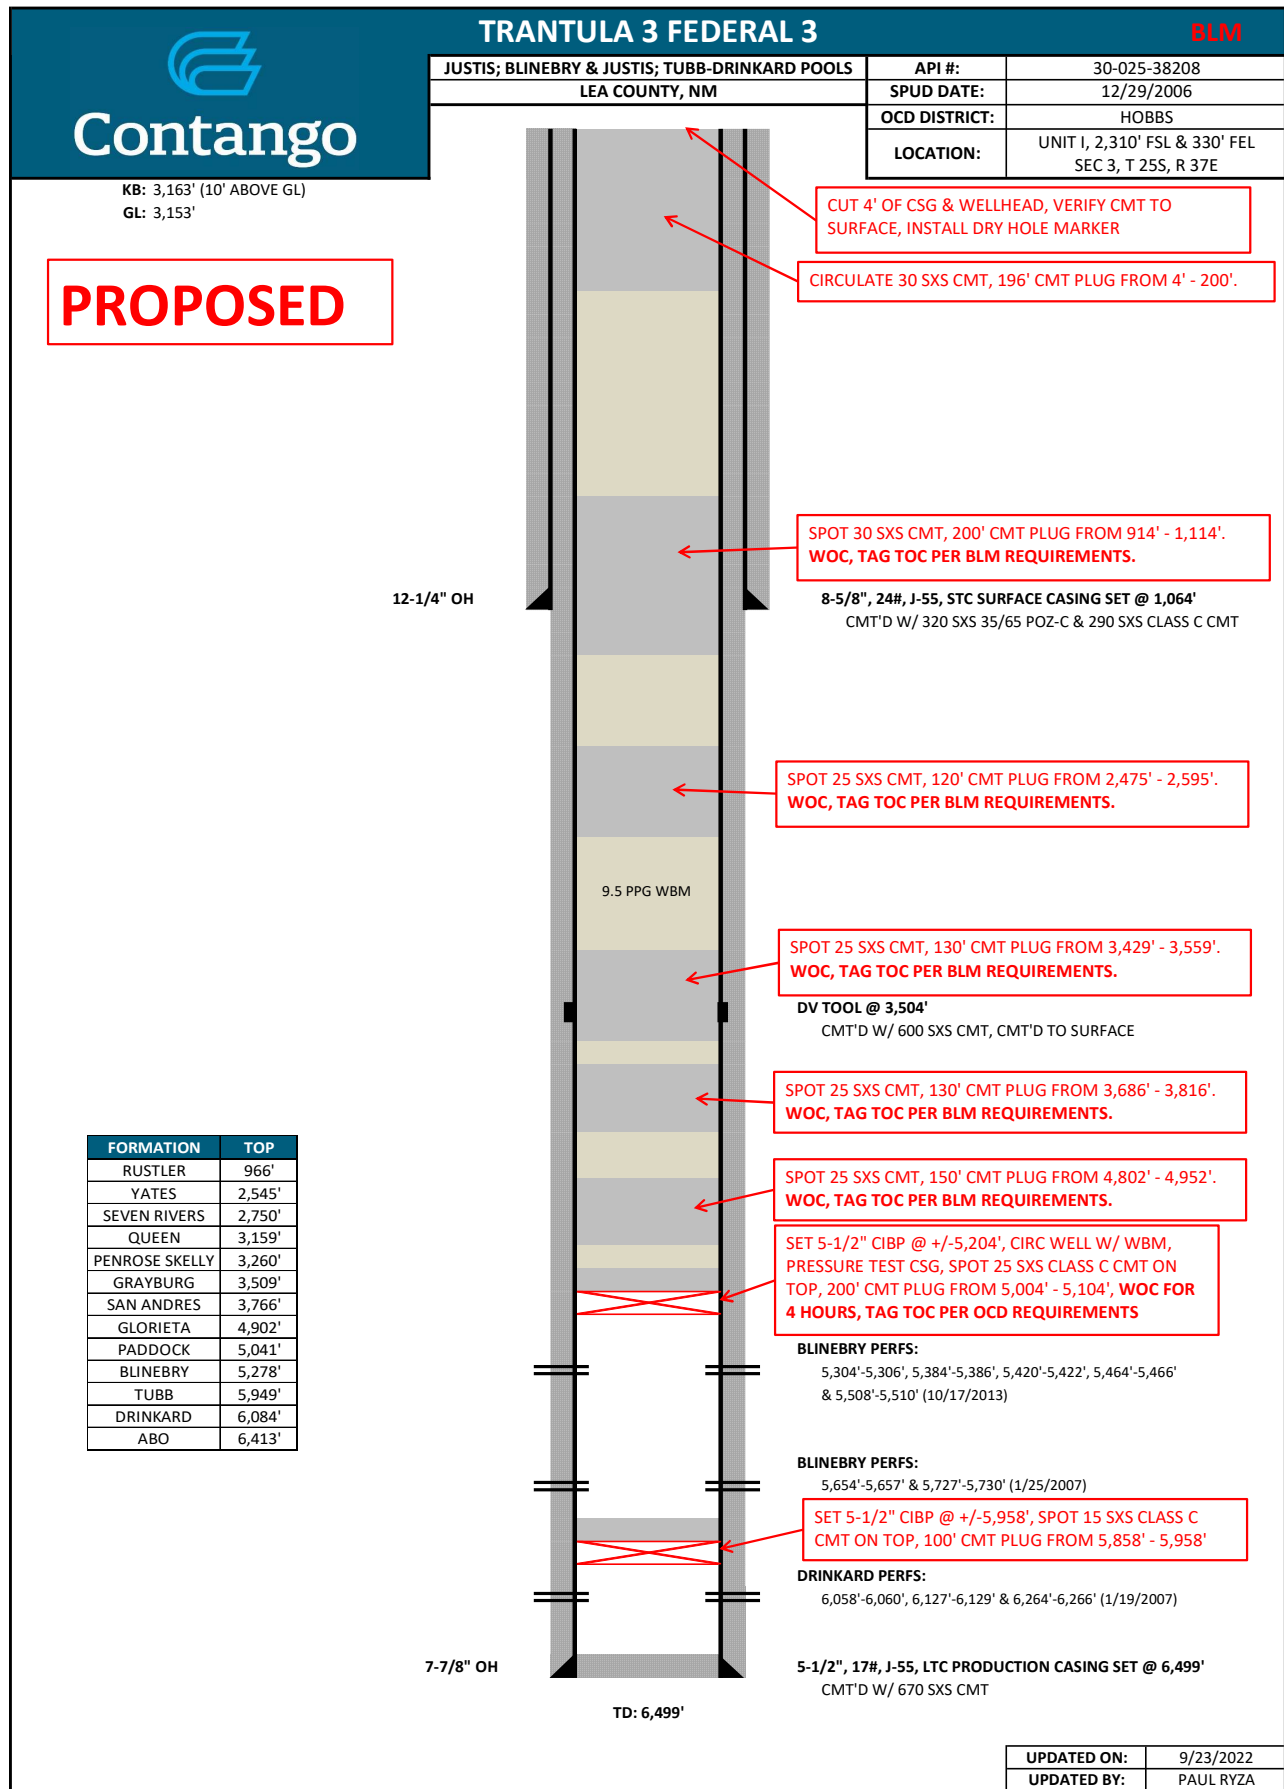 TRANTULA 3 FEDERAL 3
BLM
Contango
JUSTIS; BLINEBRY & JUSTIS; TUBB-DRINKARD POOLS
LEA COUNTY, NM
API #: 30-025-38208
SPUD DATE: 12/29/2006
OCD DISTRICT: HOBBS
LOCATION: UNIT I, 2,310' FSL & 330' FEL
SEC 3, T 25S, R 37E
KB: 3,163' (10' ABOVE GL)
GL: 3,153'
PROPOSED
CUT 4' OF CSG & WELLHEAD, VERIFY CMT TO
SURFACE, INSTALL DRY HOLE MARKER
CIRCULATE 30 SXS CMT, 196' CMT PLUG FROM 4' - 200'.
SPOT 30 SXS CMT, 200' CMT PLUG FROM 914' - 1,114'.
WOC, TAG TOC PER BLM REQUIREMENTS.
12-1/4" OH
8-5/8", 24#, J-55, STC SURFACE CASING SET @ 1,064'
CMT'D W/ 320 SXS 35/65 POZ-C & 290 SXS CLASS C CMT
SPOT 25 SXS CMT, 120' CMT PLUG FROM 2,475' - 2,595'.
WOC, TAG TOC PER BLM REQUIREMENTS.
9.5 PPG WBM
SPOT 25 SXS CMT, 130' CMT PLUG FROM 3,429' - 3,559'.
WOC, TAG TOC PER BLM REQUIREMENTS.
DV TOOL @ 3,504'
CMT'D W/ 600 SXS CMT, CMT'D TO SURFACE
SPOT 25 SXS CMT, 130' CMT PLUG FROM 3,686' - 3,816'.
WOC, TAG TOC PER BLM REQUIREMENTS.
FORMATION TOP
RUSTLER 966'
YATES 2,545'
SEVEN RIVERS 2,750'
QUEEN 3,159'
PENROSE SKELLY 3,260'
GRAYBURG 3,509'
SAN ANDRES 3,766'
GLORIETA 4,902'
PADDOCK 5,041'
BLINEBRY 5,278'
TUBB 5,949'
DRINKARD 6,084'
ABO 6,413'
SPOT 25 SXS CMT, 150' CMT PLUG FROM 4,802' - 4,952'.
WOC, TAG TOC PER BLM REQUIREMENTS.
SET 5-1/2" CIBP @ +/-5,204', CIRC WELL W/ WBM,
PRESSURE TEST CSG, SPOT 25 SXS CLASS C CMT ON
TOP, 200' CMT PLUG FROM 5,004' - 5,104', WOC FOR
4 HOURS, TAG TOC PER OCD REQUIREMENTS
BLINEBRY PERFS:
5,304'-5,306', 5,384'-5,386', 5,420'-5,422', 5,464'-5,466'
& 5,508'-5,510' (10/17/2013)
BLINEBRY PERFS:
5,654'-5,657' & 5,727'-5,730' (1/25/2007)
SET 5-1/2" CIBP @ +/-5,958', SPOT 15 SXS CLASS C
CMT ON TOP, 100' CMT PLUG FROM 5,858' - 5,958'
DRINKARD PERFS:
6,058'-6,060', 6,127'-6,129' & 6,264'-6,266' (1/19/2007)
7-7/8" OH
5-1/2", 17#, J-55, LTC PRODUCTION CASING SET @ 6,499'
CMT'D W/ 670 SXS CMT
TD: 6,499'
UPDATED ON: 9/23/2022
UPDATED BY: PAUL RYZA